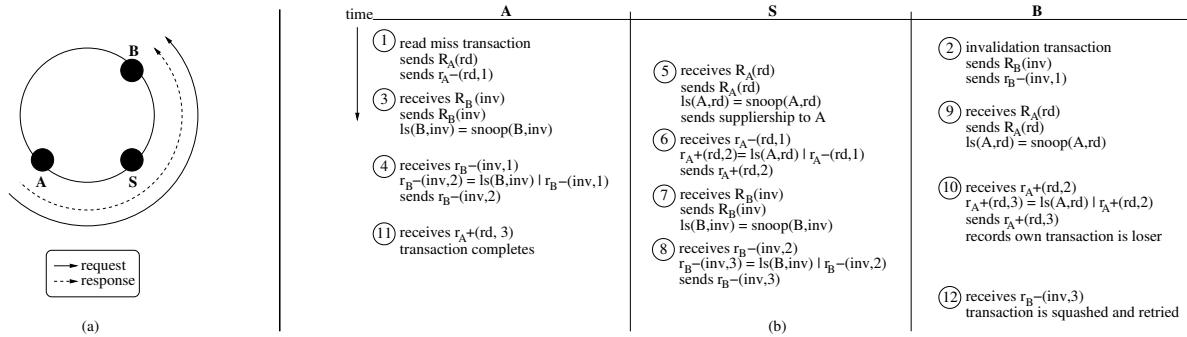 B
A
S
request
response
(a)
time
A
S
B
1
read miss transaction
sends R_A(rd)
sends r_A−(rd,1)
3
receives R_B(inv)
sends R_B(inv)
ls(B,inv) = snoop(B,inv)
4
receives r_B−(inv,1)
r_B−(inv,2) = ls(B,inv) | r_B−(inv,1)
sends r_B−(inv,2)
11
receives r_A+(rd, 3)
transaction completes
5
receives R_A(rd)
sends R_A(rd)
ls(A,rd) = snoop(A,rd)
sends suppliership to A
6
receives r_A−(rd,1)
r_A+(rd,2)= ls(A,rd) | r_A−(rd,1)
sends r_A+(rd,2)
7
receives R_B(inv)
sends R_B(inv)
ls(B,inv) = snoop(B,inv)
8
receives r_B−(inv,2)
r_B−(inv,3) = ls(B,inv) | r_B−(inv,2)
sends r_B−(inv,3)
2
invalidation transaction
sends R_B(inv)
sends r_B−(inv,1)
9
receives R_A(rd)
sends R_A(rd)
ls(A,rd) = snoop(A,rd)
10
receives r_A+(rd,2)
r_A+(rd,3) = ls(A,rd) | r_A+(rd,2)
sends r_A+(rd,3)
records own transaction is loser
12
receives r_B−(inv,3)
transaction is squashed and retried
(b)